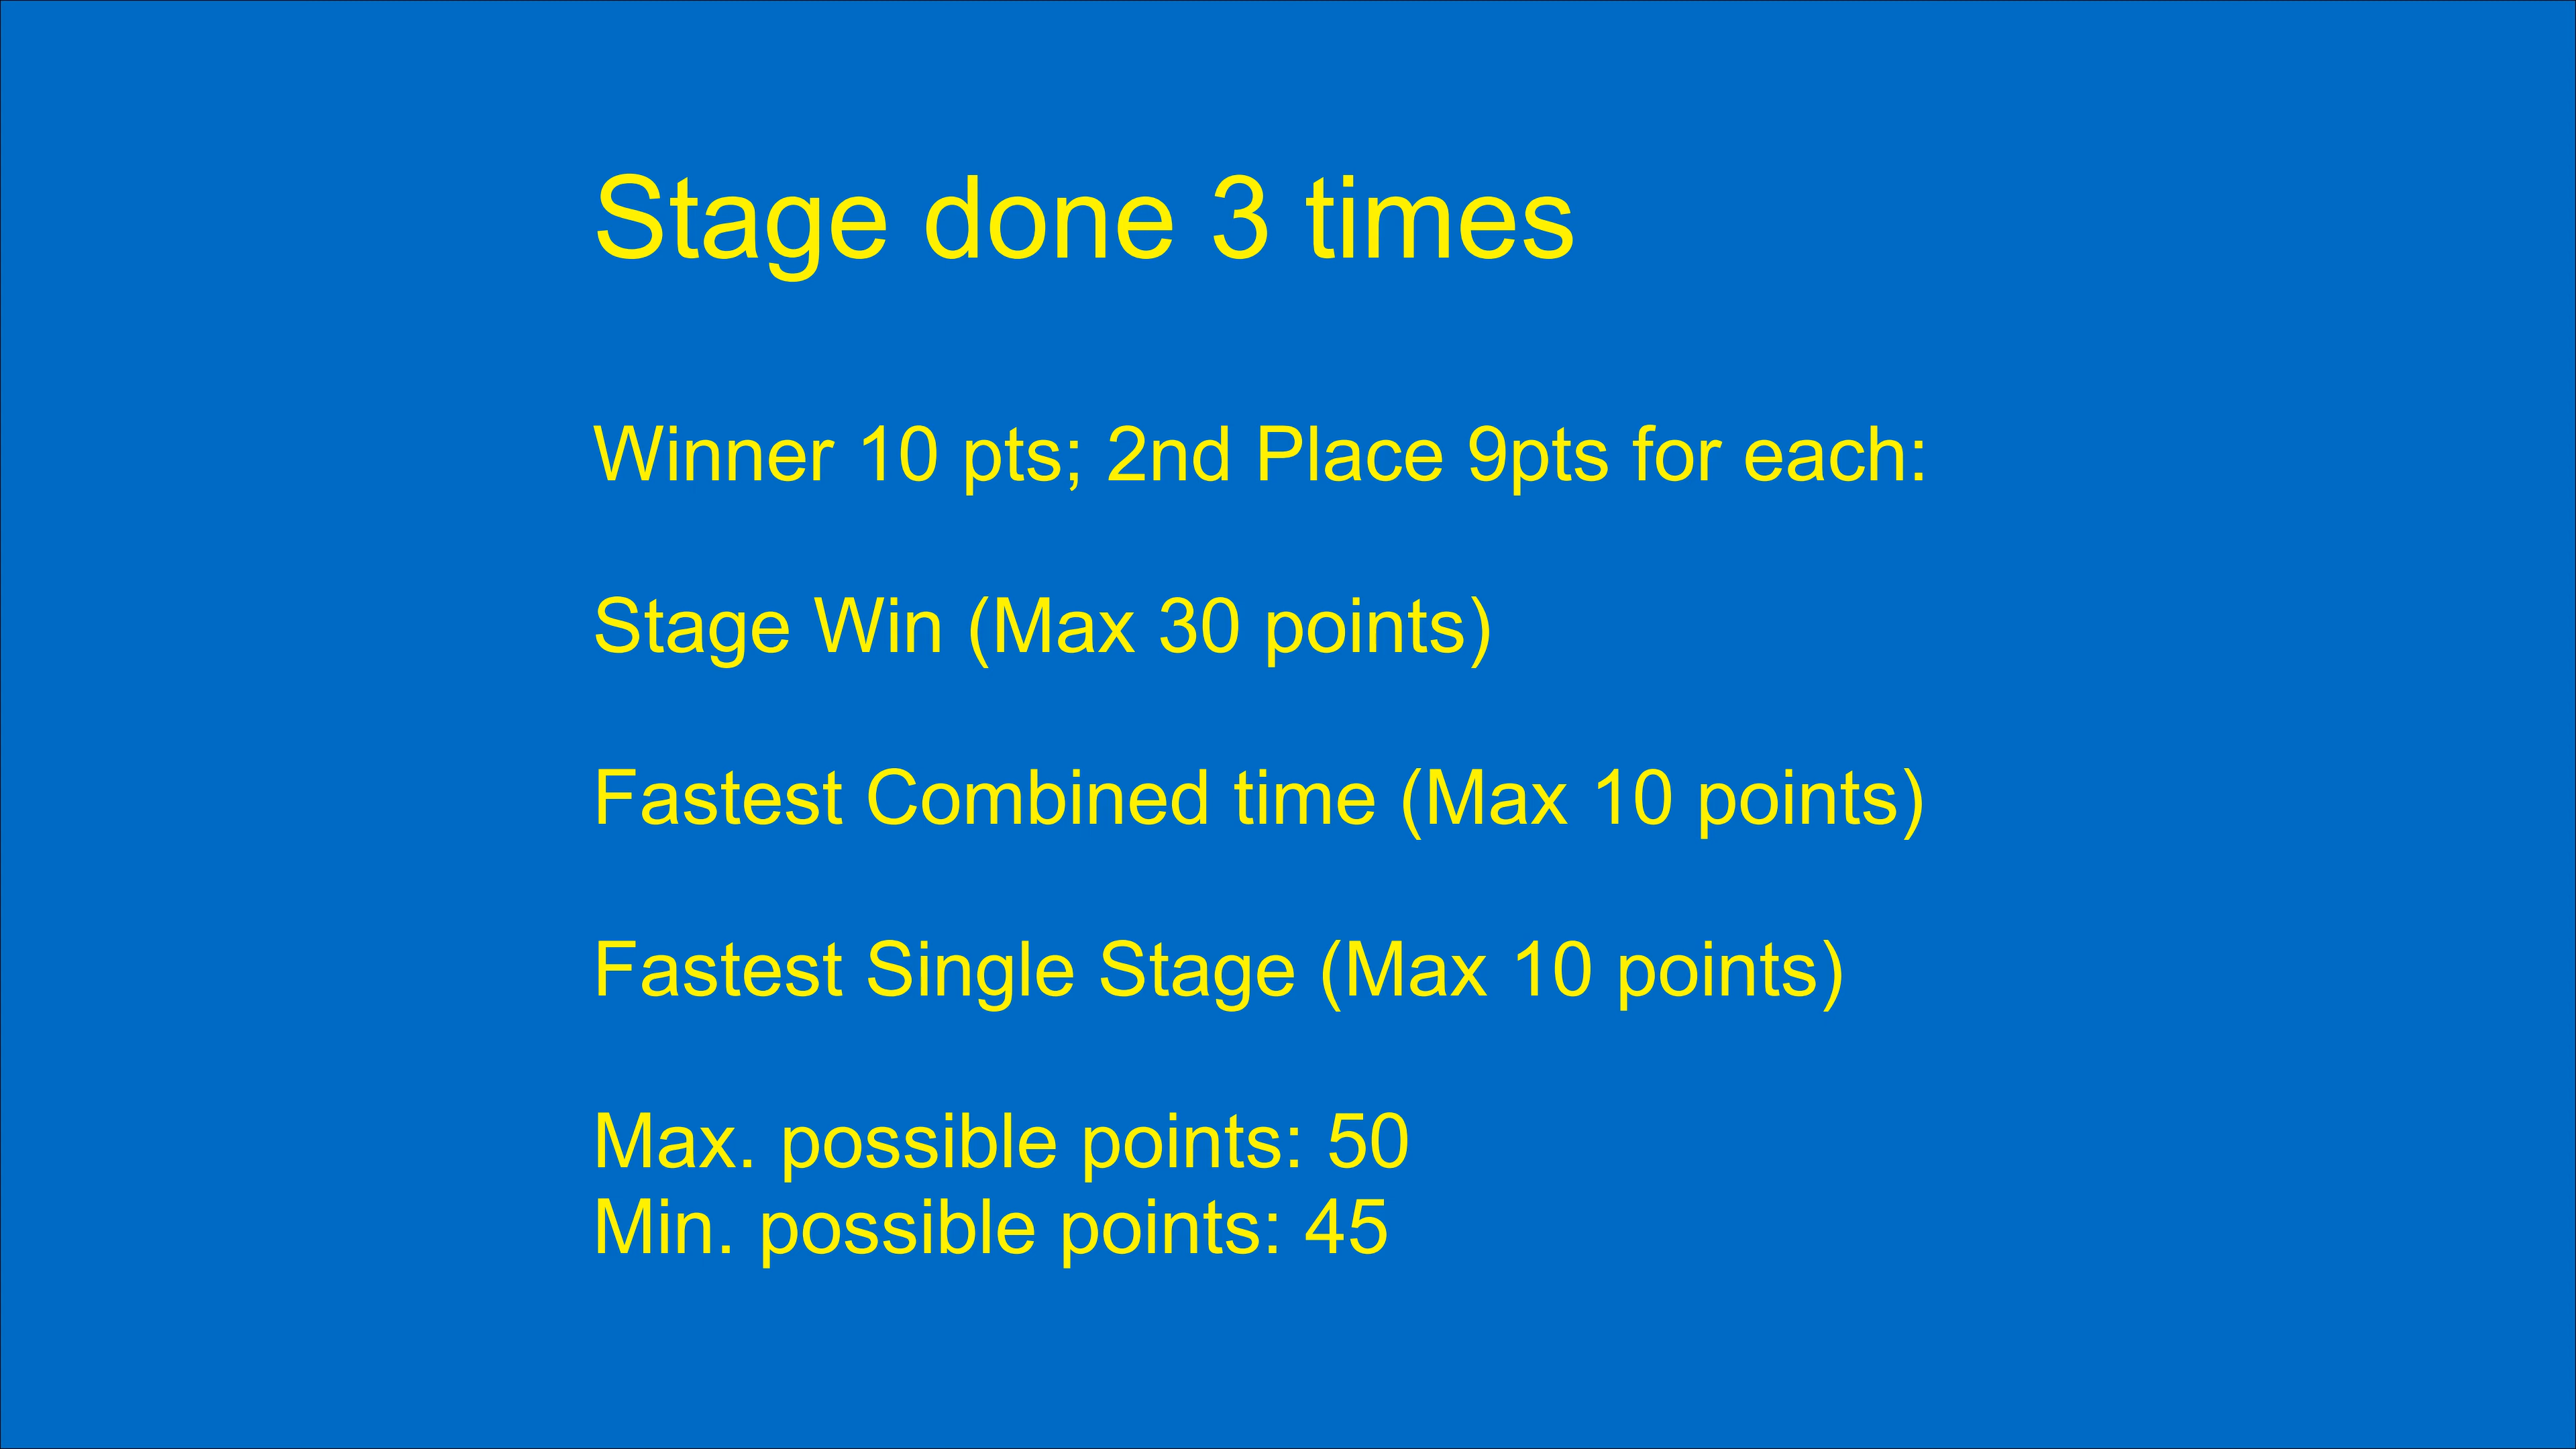 Stage done 3 times
Winner 10 pts; 2nd Place 9pts for each:
Stage Win (Max 30 points)
Fastest Combined time (Max 10 points)
Fastest Single Stage (Max 10 points)
Max. possible points: 50
Min. possible points: 45